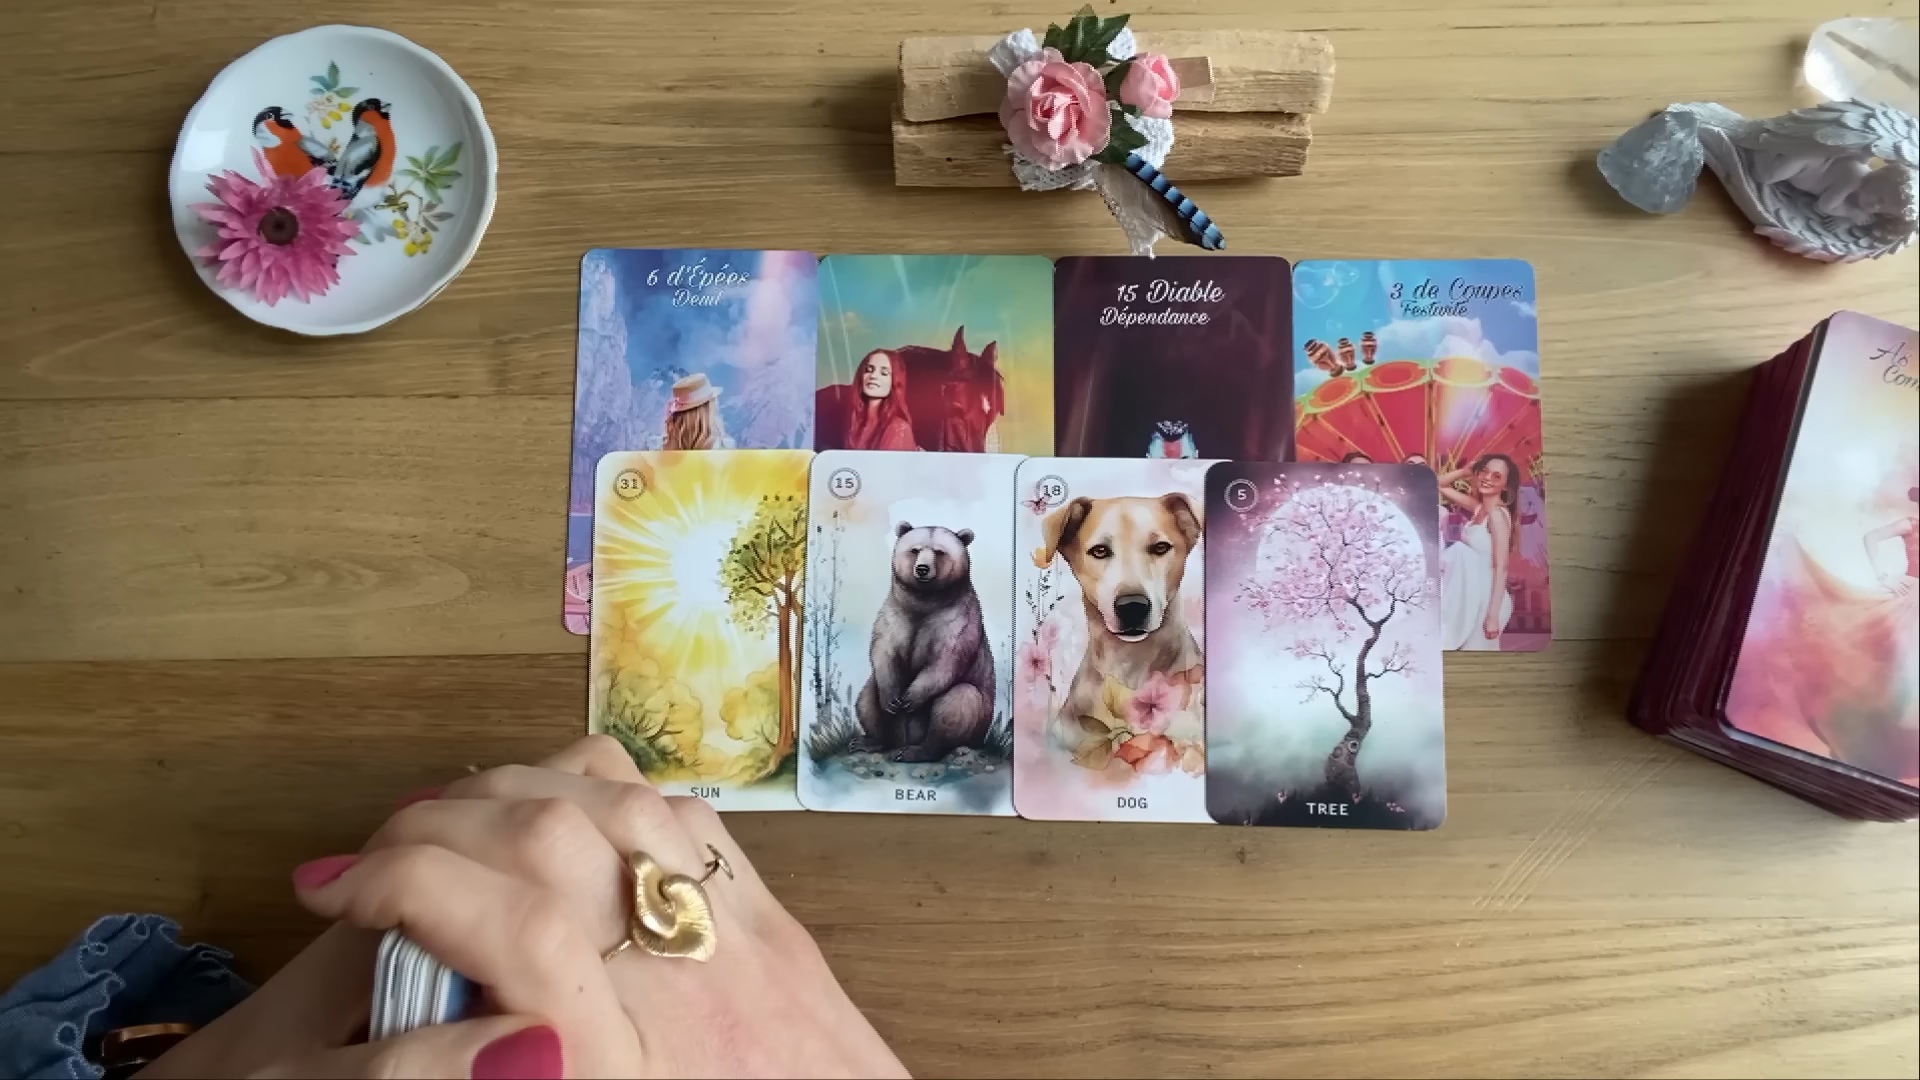 6 d'Épées
Deuil
15 Diable
Dépendance
3 de Coupes
Festivité
31
15
18
5
SUN
BEAR
DOG
TREE